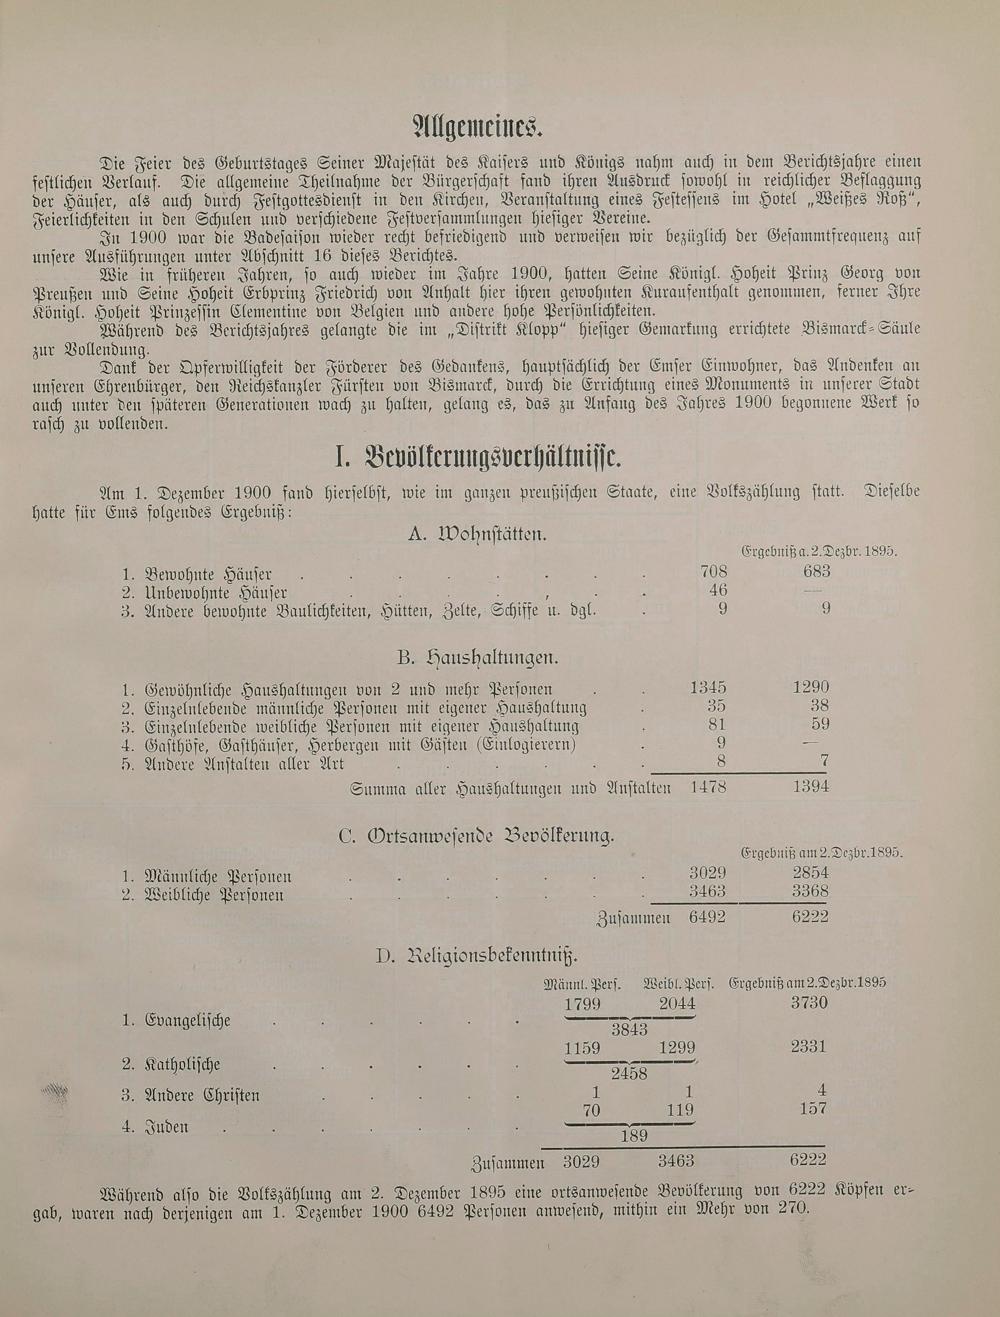 Allgemeines.
Die Feier des Geburtstages Seiner Majeſtät des Kaiſers und Königs nahm auch in dem Berichtsjahre einen
feſtlichen Verlauf. Die allgemeine Theilnahme der Bürgerſchaft fand ihren Ausdruck ſowohl in reichlicher Beflaggung
der Häuſer, als auch durch Feſtgottesdienſt in den Kirchen, Veranſtaltung eines Feſteſſens im Hotel „Weißes Roß“,
Feierlichkeiten in den Schulen und verſchiedene Feſtverſammlungen hieſiger Vereine.
In 1900 war die Badeſaiſon wieder recht befriedigend und verweiſen wir bezüglich der Geſammtfrequenz auf
unſere Ausführungen unter Abſchnitt 16 dieſes Berichtes.
Wie in früheren Jahren, ſo auch wieder im Jahre 1900, hatten Seine Königl. Hoheit Prinz Georg von
Preußen und Seine Hoheit Erbprinz Friedrich von Anhalt hier ihren gewohnten Kuraufenthalt genommen, ferner Ihre
Königl. Hoheit Prinzeſſin Clementine von Belgien und andere hohe Perſönlichkeiten.
Während des Berichtsjahres gelangte die im „Diſtrikt Klopp“ hieſiger Gemarkung errichtete Bismarck-Säule
zur Vollendung.
Dank der Opferwilligkeit der Förderer des Gedankens, hauptſächlich der Emſer Einwohner, das Andenken an
unſeren Ehrenbürger, den Reichskanzler Fürſten von Bismarck, durch die Errichtung eines Monuments in unſerer Stadt
auch unter den ſpäteren Generationen wach zu halten, gelang es, das zu Anfang des Jahres 1900 begonnene Werk ſo
raſch zu vollenden.
I. Bevölkerungsverhältniſſe.
Am 1. Dezember 1900 fand hierſelbſt, wie im ganzen preußiſchen Staate, eine Volkszählung ſtatt. Dieſelbe
hatte für Ems folgendes Ergebniß:
A. Wohnſtätten.
Ergebniß a. 2. Dezbr. 1895.
1. Bewohnte Häuſer . . . . . . . . 708 683
2. Unbewohnte Häuſer . . . . , . . 46 —
3. Andere bewohnte Baulichkeiten, Hütten, Zelte, Schiffe u. dgl. . 9 9
B. Haushaltungen.
1. Gewöhnliche Haushaltungen von 2 und mehr Perſonen . . 1345 1290
2. Einzelnlebende männliche Perſonen mit eigener Haushaltung . 35 38
3. Einzelnlebende weibliche Perſonen mit eigener Haushaltung . 81 59
4. Gaſthöfe, Gaſthäuſer, Herbergen mit Gäſten (Einlogierern) . 9 —
5. Andere Anſtalten aller Art . . . . . . 8 7
Summa aller Haushaltungen und Anſtalten 1478 1394
C. Ortsanweſende Bevölkerung.
Ergebniß am 2. Dezbr. 1895.
1. Männliche Perſonen . . . . . . . 3029 2854
2. Weibliche Perſonen . . . . . . . 3463 3368
Zuſammen 6492 6222
D. Religionsbekenntniß.
Männl. Perſ. Weibl. Perſ. Ergebniß am 2. Dezbr. 1895
1799 2044 3730
1. Evangeliſche . . . . . .
3843
1159 1299 2331
2. Katholiſche . . . . . .
2458
3. Andere Chriſten . . . . . 1 1 4
70 119 157
4. Juden . . . . . . .
189
Zuſammen 3029 3463 6222
Während alſo die Volkszählung am 2. Dezember 1895 eine ortsanweſende Bevölkerung von 6222 Köpfen er-
gab, waren nach derjenigen am 1. Dezember 1900 6492 Perſonen anweſend, mithin ein Mehr von 270.